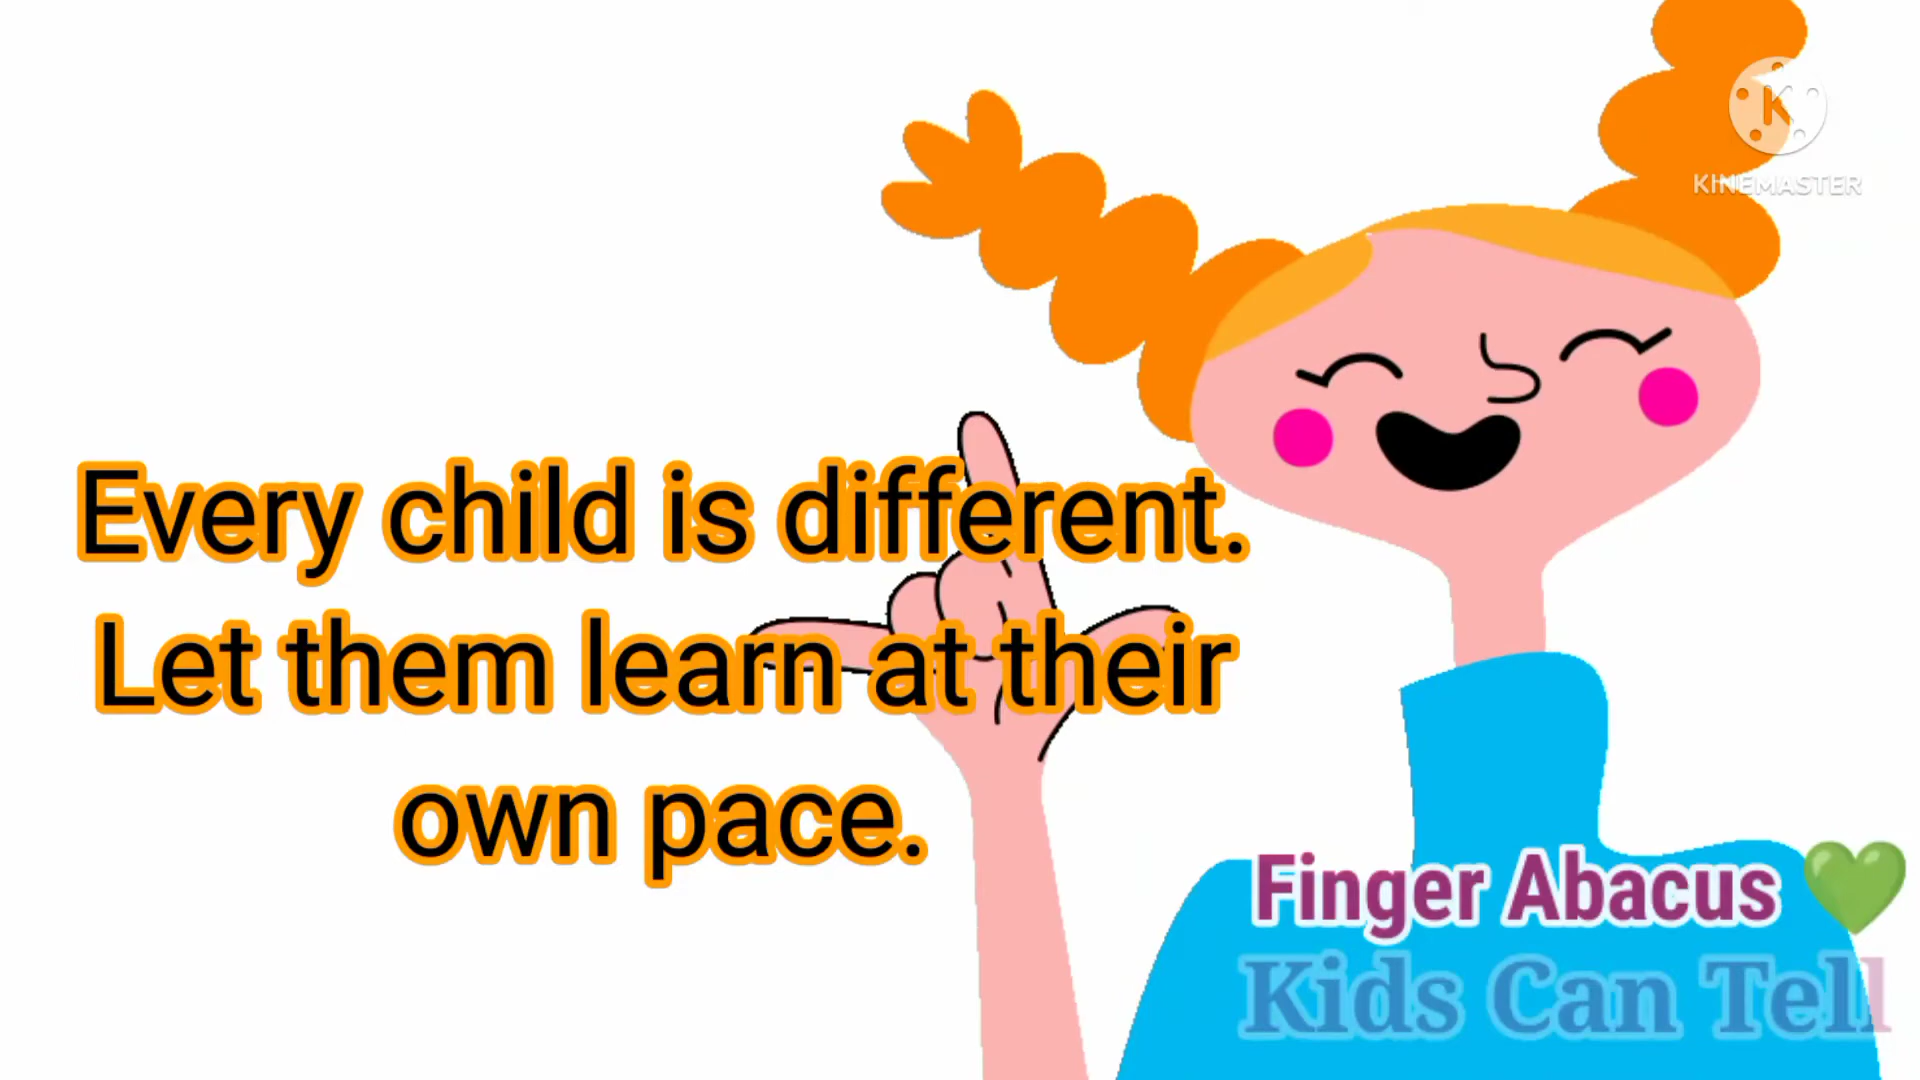 KINEMASTER
Every child is different.
Let them learn at their
own pace.
Finger Abacus
Kids Can Tell